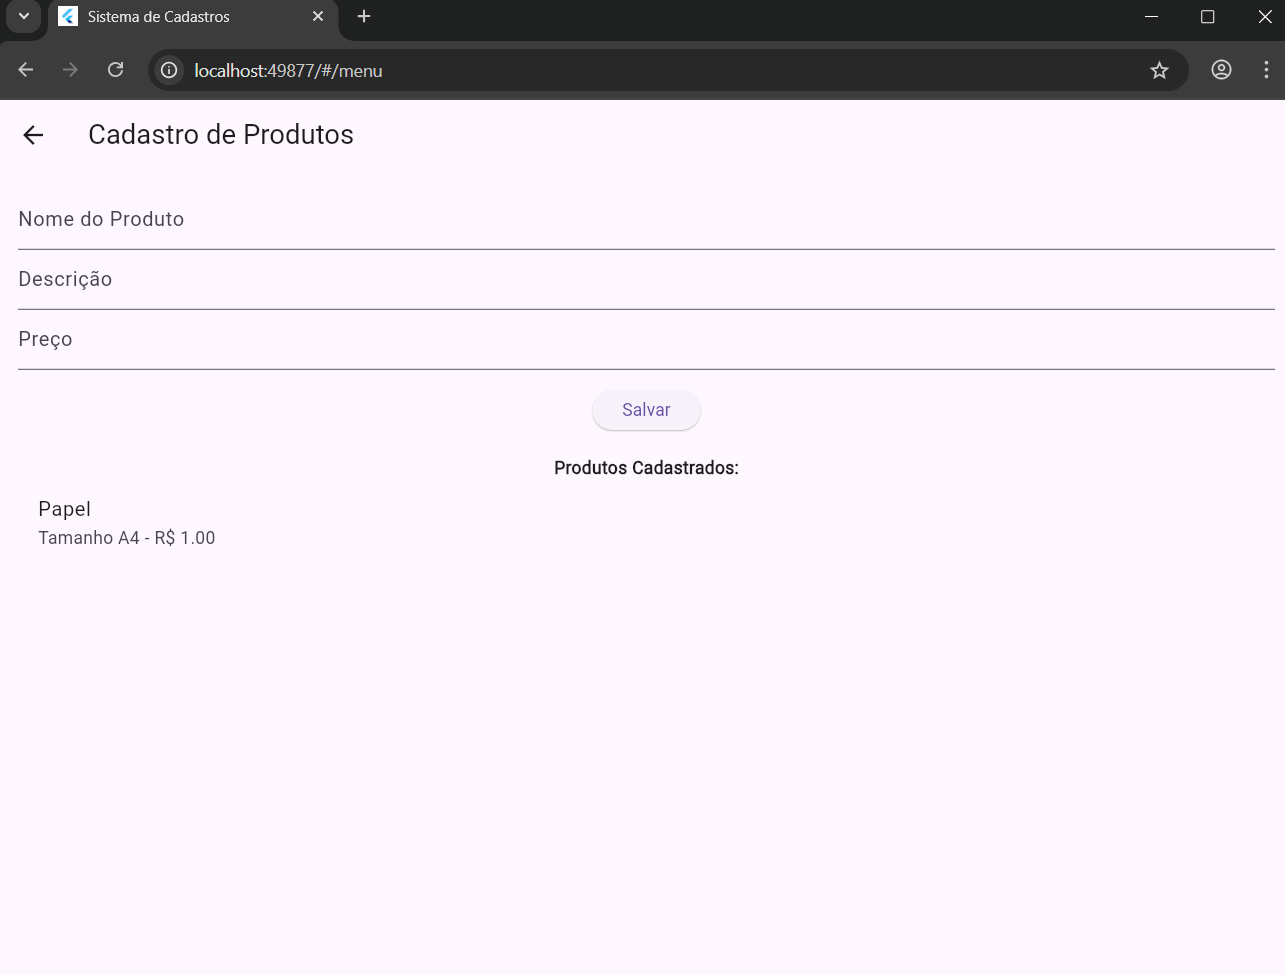 Sistema de Cadastros
localhost:49877/#/menu
Cadastro de Produtos
Nome do Produto
Descrição
Preço
Salvar
Produtos Cadastrados:
Papel
Tamanho A4 - R$ 1.00